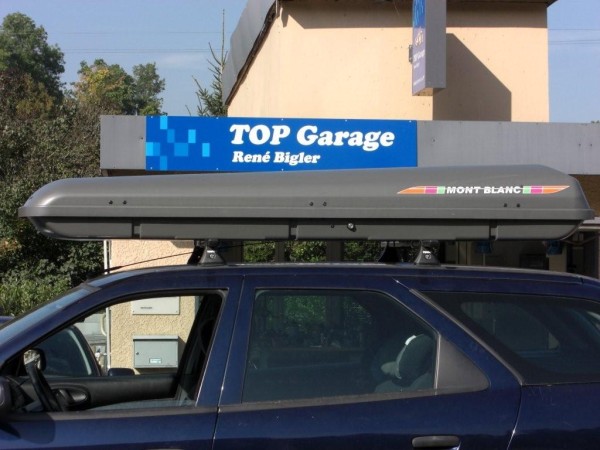 TOP Garage
René Bigler
MONT BLANC